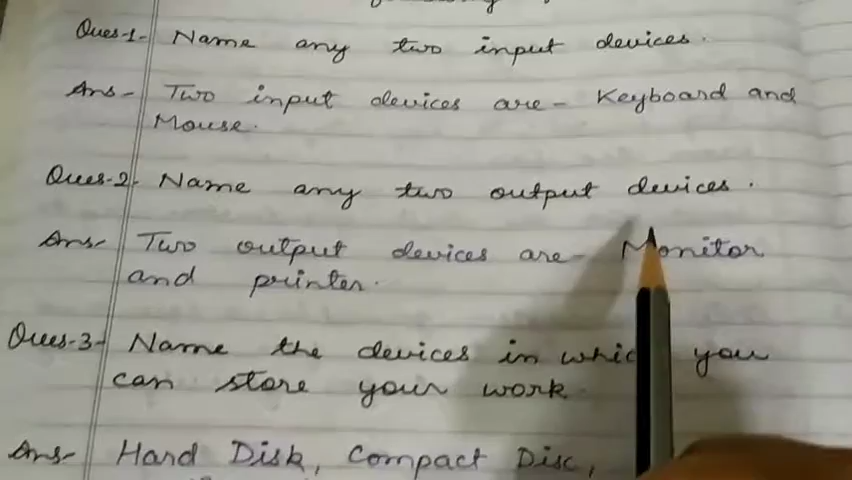 Ques-1- Name any two input devices.
Ans- Two input devices are- Keyboard and
Mouse.
Ques-2- Name any two output devices.
Ans- Two output devices are- Monitor
and printer.
Ques-3- Name the devices in which you
can store your work.
Ans- Hard Disk, Compact Disc,